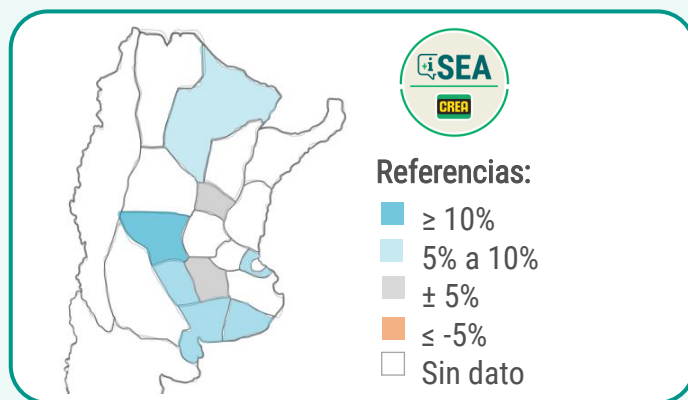 +i SEA
CREA
Referencias:
≥ 10%
5% a 10%
± 5%
≤ -5%
Sin dato